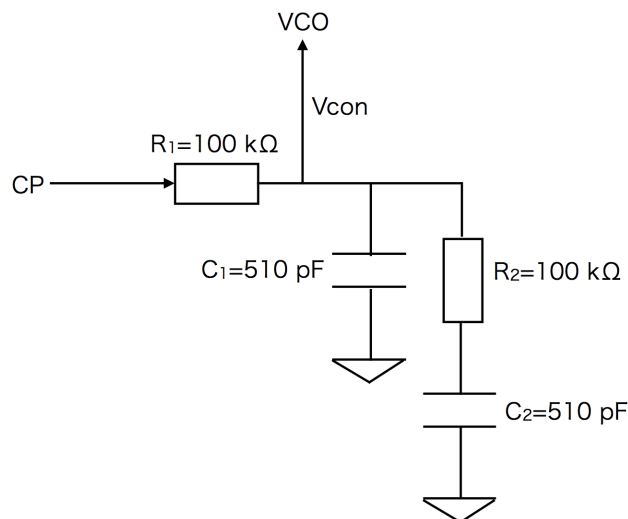 VCO
Vcon
R₁=100 kΩ
CP
C₁=510 pF
R₂=100 kΩ
C₂=510 pF